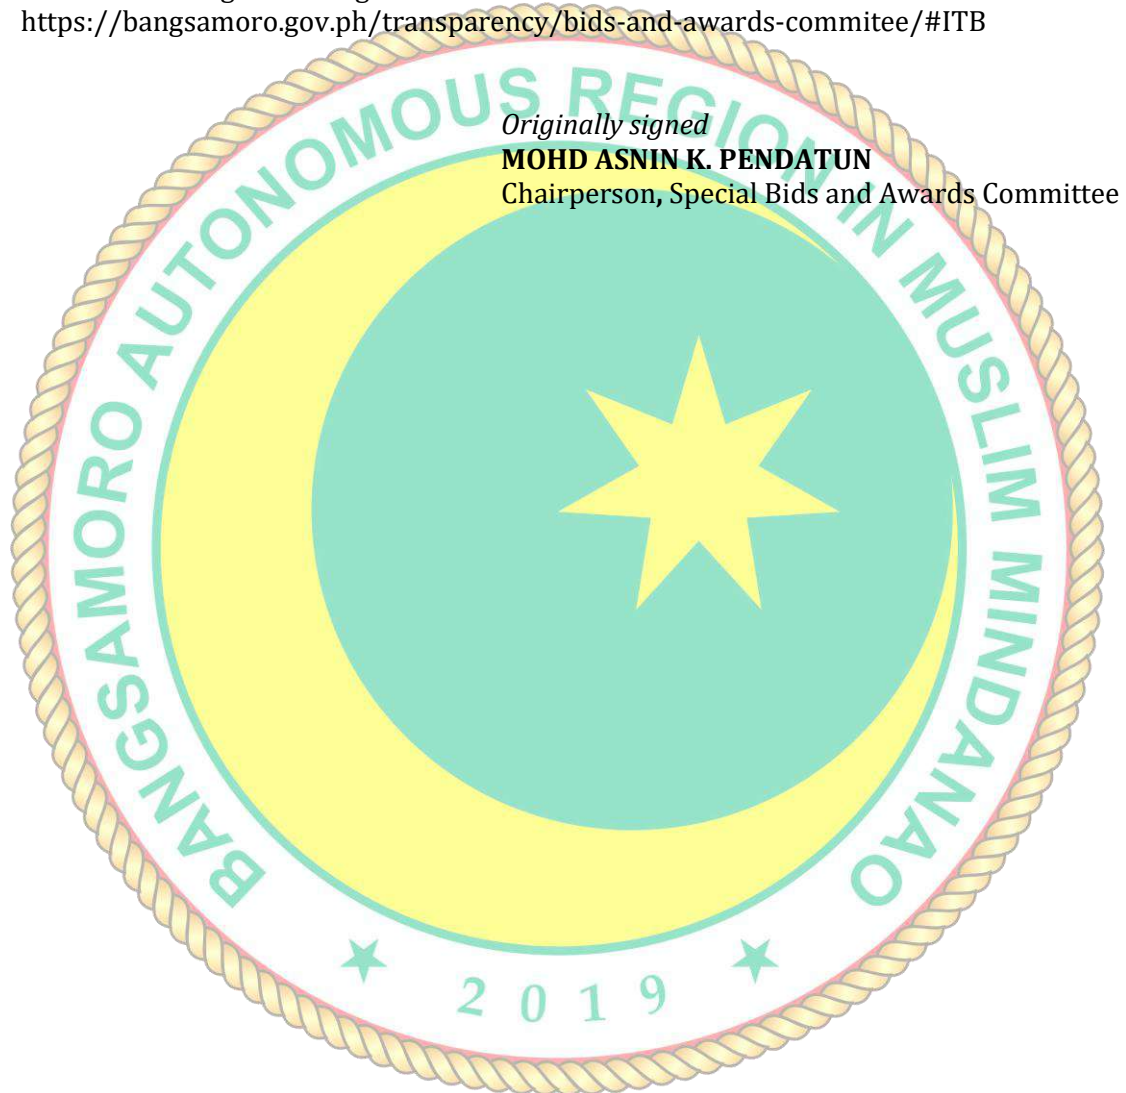 https://bangsamoro.gov.ph/transparency/bids-and-awards-commitee/#ITB
Originally signed
MOHD ASNIN K. PENDATUN
Chairperson, Special Bids and Awards Committee
BANGSAMORO AUTONOMOUS REGION IN MUSLIM MINDANAO
2019